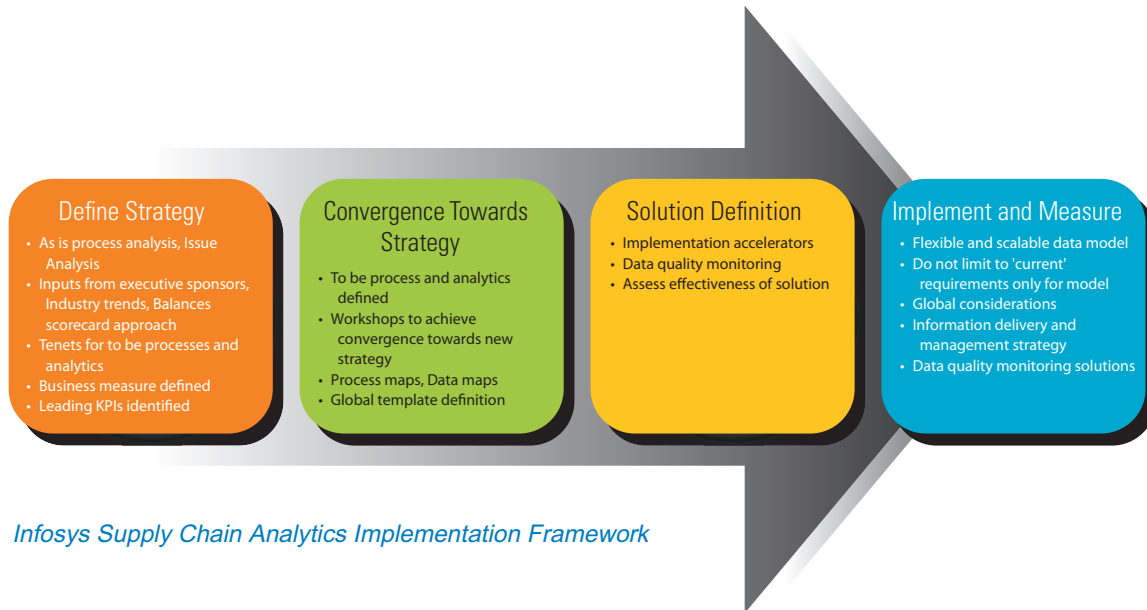 Define Strategy
• As is process analysis, Issue
Analysis
• Inputs from executive sponsors,
Industry trends, Balances
scorecard approach
• Tenets for to be processes and
analytics
• Business measure defined
• Leading KPIs identified
Convergence Towards
Strategy
• To be process and analytics
defined
• Workshops to achieve
convergence towards new
strategy
• Process maps, Data maps
• Global template definition
Solution Definition
• Implementation accelerators
• Data quality monitoring
• Assess effectiveness of solution
Implement and Measure
• Flexible and scalable data model
• Do not limit to 'current'
requirements only for model
• Global considerations
• Information delivery and
management strategy
• Data quality monitoring solutions
Infosys Supply Chain Analytics Implementation Framework